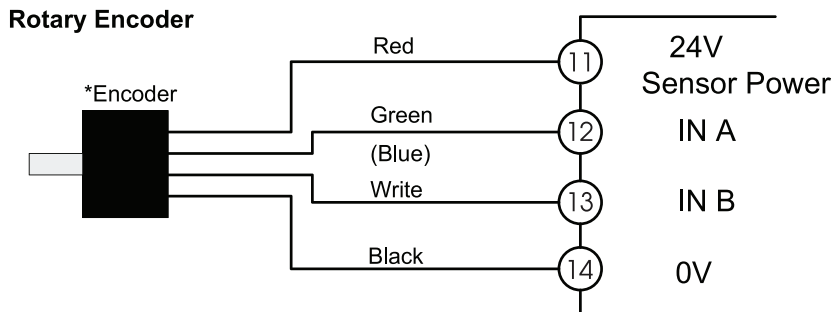 Rotary Encoder
*Encoder
Red
11
24V
Sensor Power
Green
12
IN A
(Blue)
Write
13
IN B
Black
14
0V